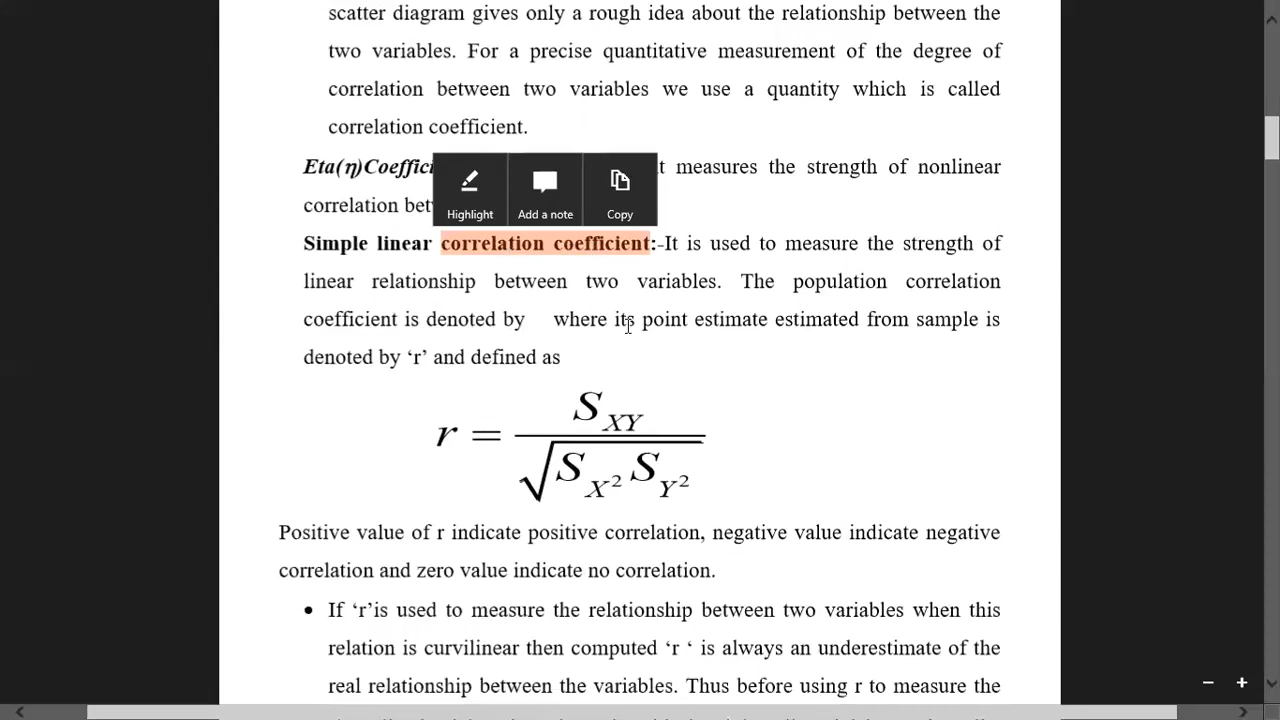 scatter diagram gives only a rough idea about the relationship between the
two variables. For a precise quantitative measurement of the degree of
correlation between two variables we use a quantity which is called
correlation coefficient.
Eta(η)Coeffici t measures the strength of nonlinear
correlation bet
Highlight Add a note Copy
Simple linear correlation coefficient:-It is used to measure the strength of
linear relationship between two variables. The population correlation
coefficient is denoted by where its point estimate estimated from sample is
denoted by ‘r’ and defined as
r = S_XY / √(S_X² S_Y²)
Positive value of r indicate positive correlation, negative value indicate negative
correlation and zero value indicate no correlation.
• If ‘r’is used to measure the relationship between two variables when this
relation is curvilinear then computed ‘r ‘ is always an underestimate of the
real relationship between the variables. Thus before using r to measure the